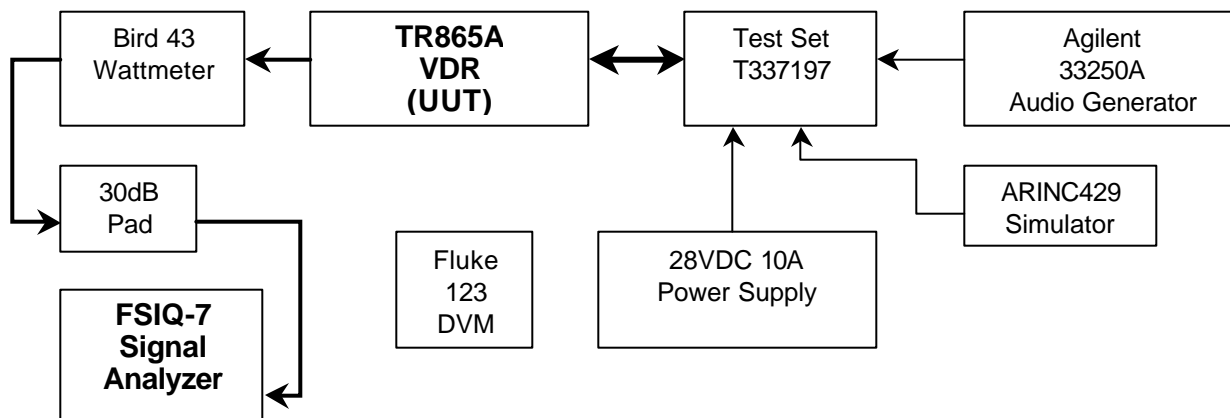 Bird 43
Wattmeter
TR865A
VDR
(UUT)
Test Set
T337197
Agilent
33250A
Audio Generator
30dB
Pad
ARINC429
Simulator
Fluke
123
DVM
28VDC 10A
Power Supply
FSIQ-7
Signal
Analyzer